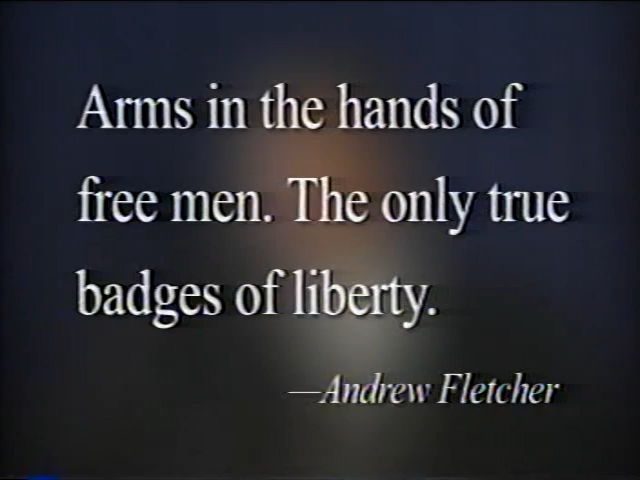 Arms in the hands of
free men. The only true
badges of liberty.
—Andrew Fletcher